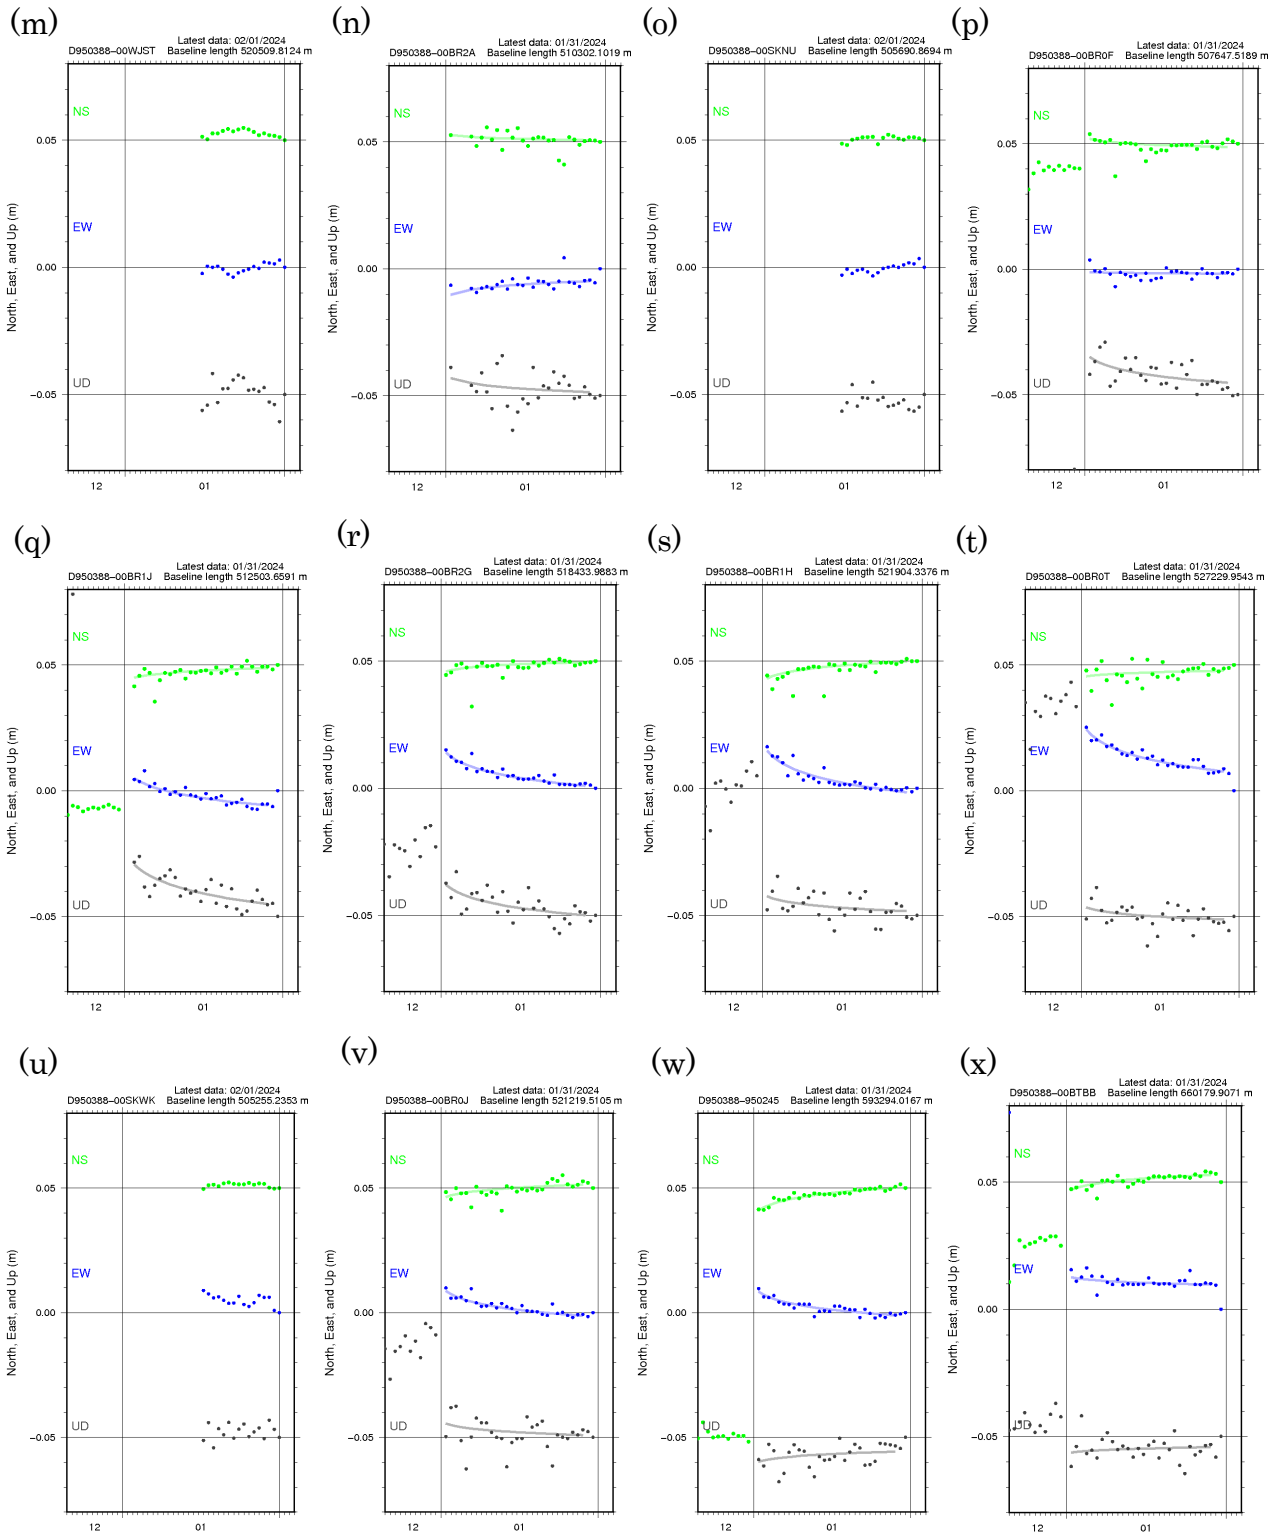 (m)
Latest data: 02/01/2024
D950388–00WJST Baseline length 520509.8124 m
NS
0.05
EW
0.00
UD
−0.05
North, East, and Up (m)
12 01
(n)
Latest data: 01/31/2024
D950388–00BR2A Baseline length 510302.1019 m
NS
0.05
EW
0.00
UD
−0.05
North, East, and Up (m)
12 01
(o)
Latest data: 02/01/2024
D950388–00SKNU Baseline length 505690.8694 m
NS
0.05
EW
0.00
UD
−0.05
North, East, and Up (m)
12 01
(p)
Latest data: 01/31/2024
D950388–00BR0F Baseline length 507647.5189 m
NS
0.05
EW
0.00
UD
−0.05
North, East, and Up (m)
12 01
(q)
Latest data: 01/31/2024
D950388–00BR1J Baseline length 512503.6591 m
NS
0.05
EW
0.00
UD
−0.05
North, East, and Up (m)
12 01
(r)
Latest data: 01/31/2024
D950388–00BR2G Baseline length 518433.9883 m
NS
0.05
EW
0.00
UD
−0.05
North, East, and Up (m)
12 01
(s)
Latest data: 01/31/2024
D950388–00BR1H Baseline length 521904.3376 m
NS
0.05
EW
0.00
UD
−0.05
North, East, and Up (m)
12 01
(t)
Latest data: 01/31/2024
D950388–00BR0T Baseline length 527229.9543 m
NS
0.05
EW
0.00
UD
−0.05
North, East, and Up (m)
12 01
(u)
Latest data: 02/01/2024
D950388–00SKWK Baseline length 505255.2353 m
NS
0.05
EW
0.00
UD
−0.05
North, East, and Up (m)
12 01
(v)
Latest data: 01/31/2024
D950388–00BR0J Baseline length 521219.5105 m
NS
0.05
EW
0.00
UD
−0.05
North, East, and Up (m)
12 01
(w)
Latest data: 01/31/2024
D950388–950245 Baseline length 593294.0167 m
NS
0.05
EW
0.00
UD
−0.05
North, East, and Up (m)
12 01
(x)
Latest data: 01/31/2024
D950388–00BTBB Baseline length 660179.9071 m
NS
0.05
EW
0.00
UD
−0.05
North, East, and Up (m)
12 01